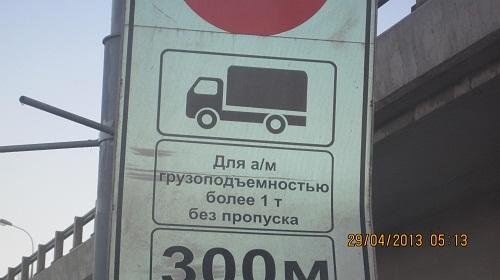 Для а/м
грузоподъемностью
более 1 т
без пропуска
300м
29/04/2013 05:13